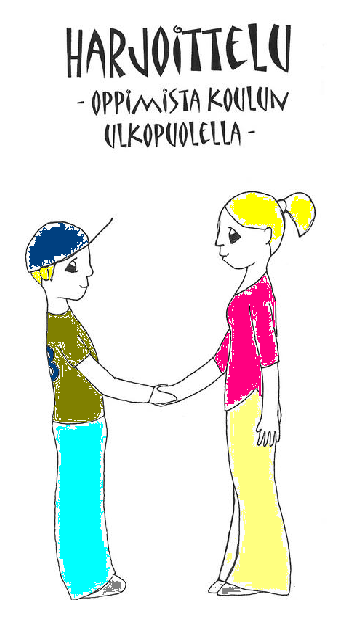 HARJOITTELU
- OPPIMISTA KOULUN
ULKOPUOLELLA -